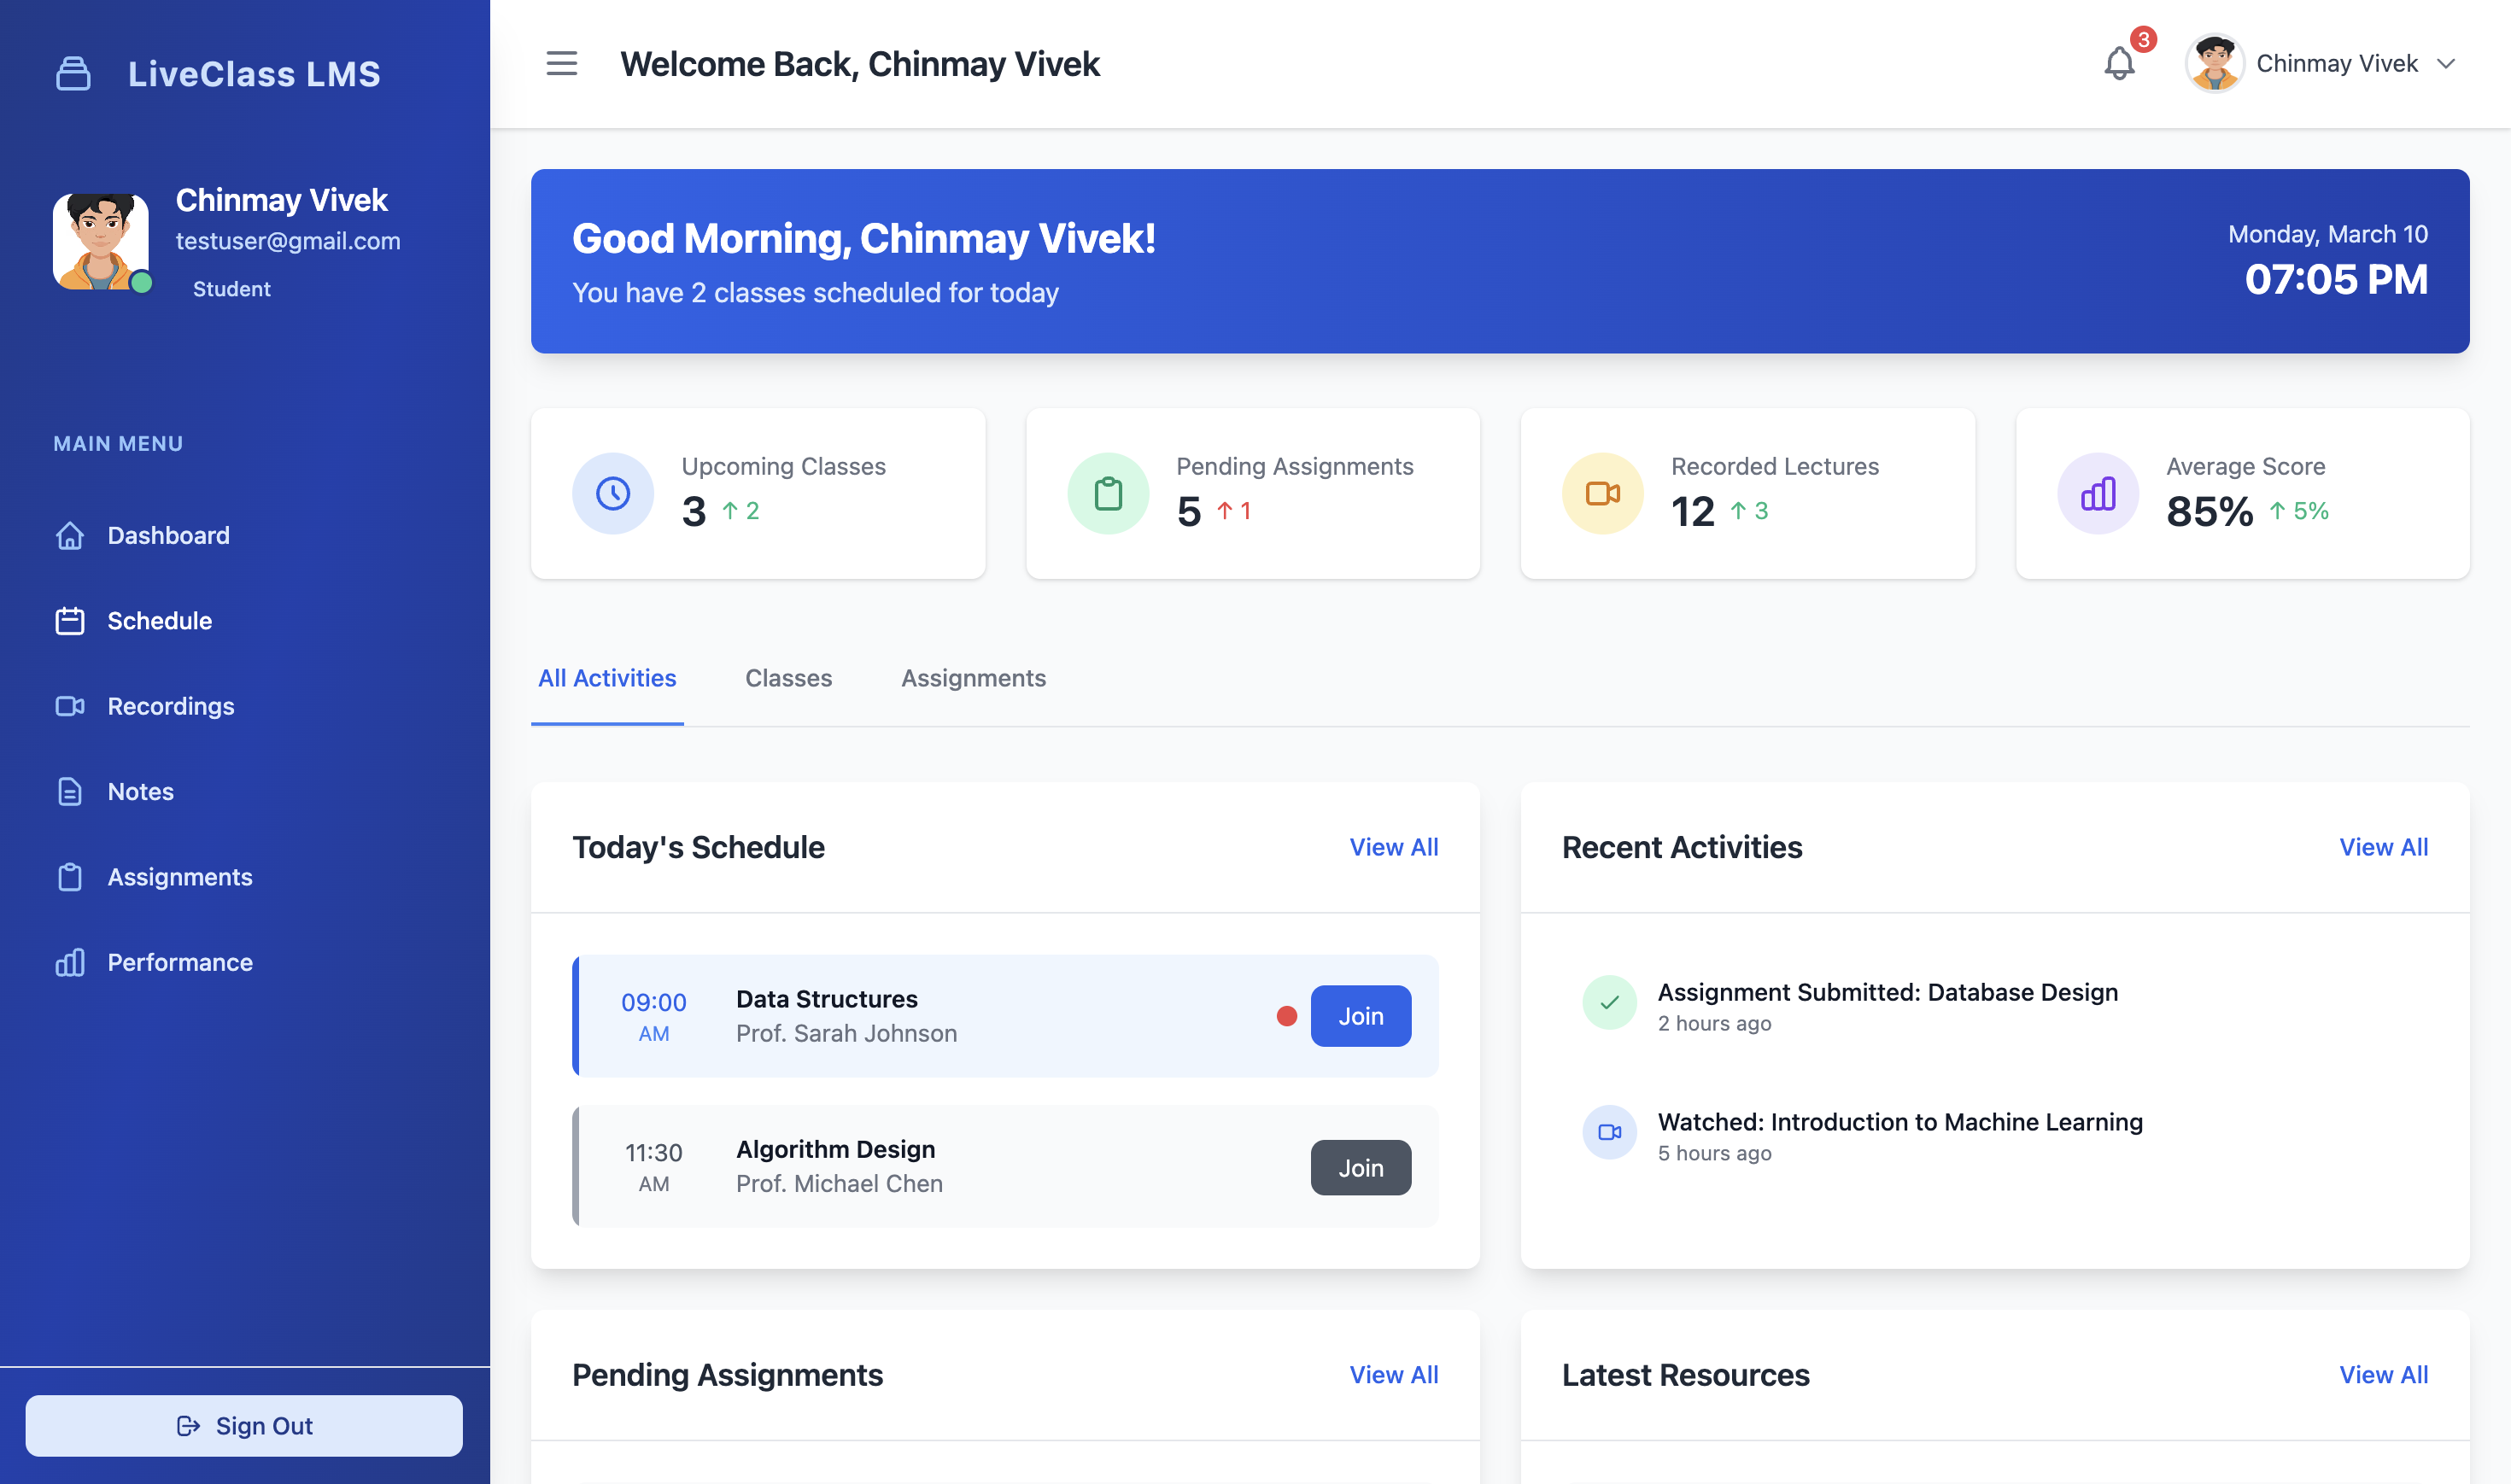 LiveClass LMS
Chinmay Vivek
testuser@gmail.com
Student
MAIN MENU
Dashboard
Schedule
Recordings
Notes
Assignments
Performance
Sign Out
Welcome Back, Chinmay Vivek
3
Chinmay Vivek
Good Morning, Chinmay Vivek!
You have 2 classes scheduled for today
Monday, March 10
07:05 PM
Upcoming Classes
3 ↑ 2
Pending Assignments
5 ↑ 1
Recorded Lectures
12 ↑ 3
Average Score
85% ↑ 5%
All Activities
Classes
Assignments
Today's Schedule
View All
09:00
AM
Data Structures
Prof. Sarah Johnson
Join
11:30
AM
Algorithm Design
Prof. Michael Chen
Join
Recent Activities
View All
Assignment Submitted: Database Design
2 hours ago
Watched: Introduction to Machine Learning
5 hours ago
Pending Assignments
View All
Latest Resources
View All